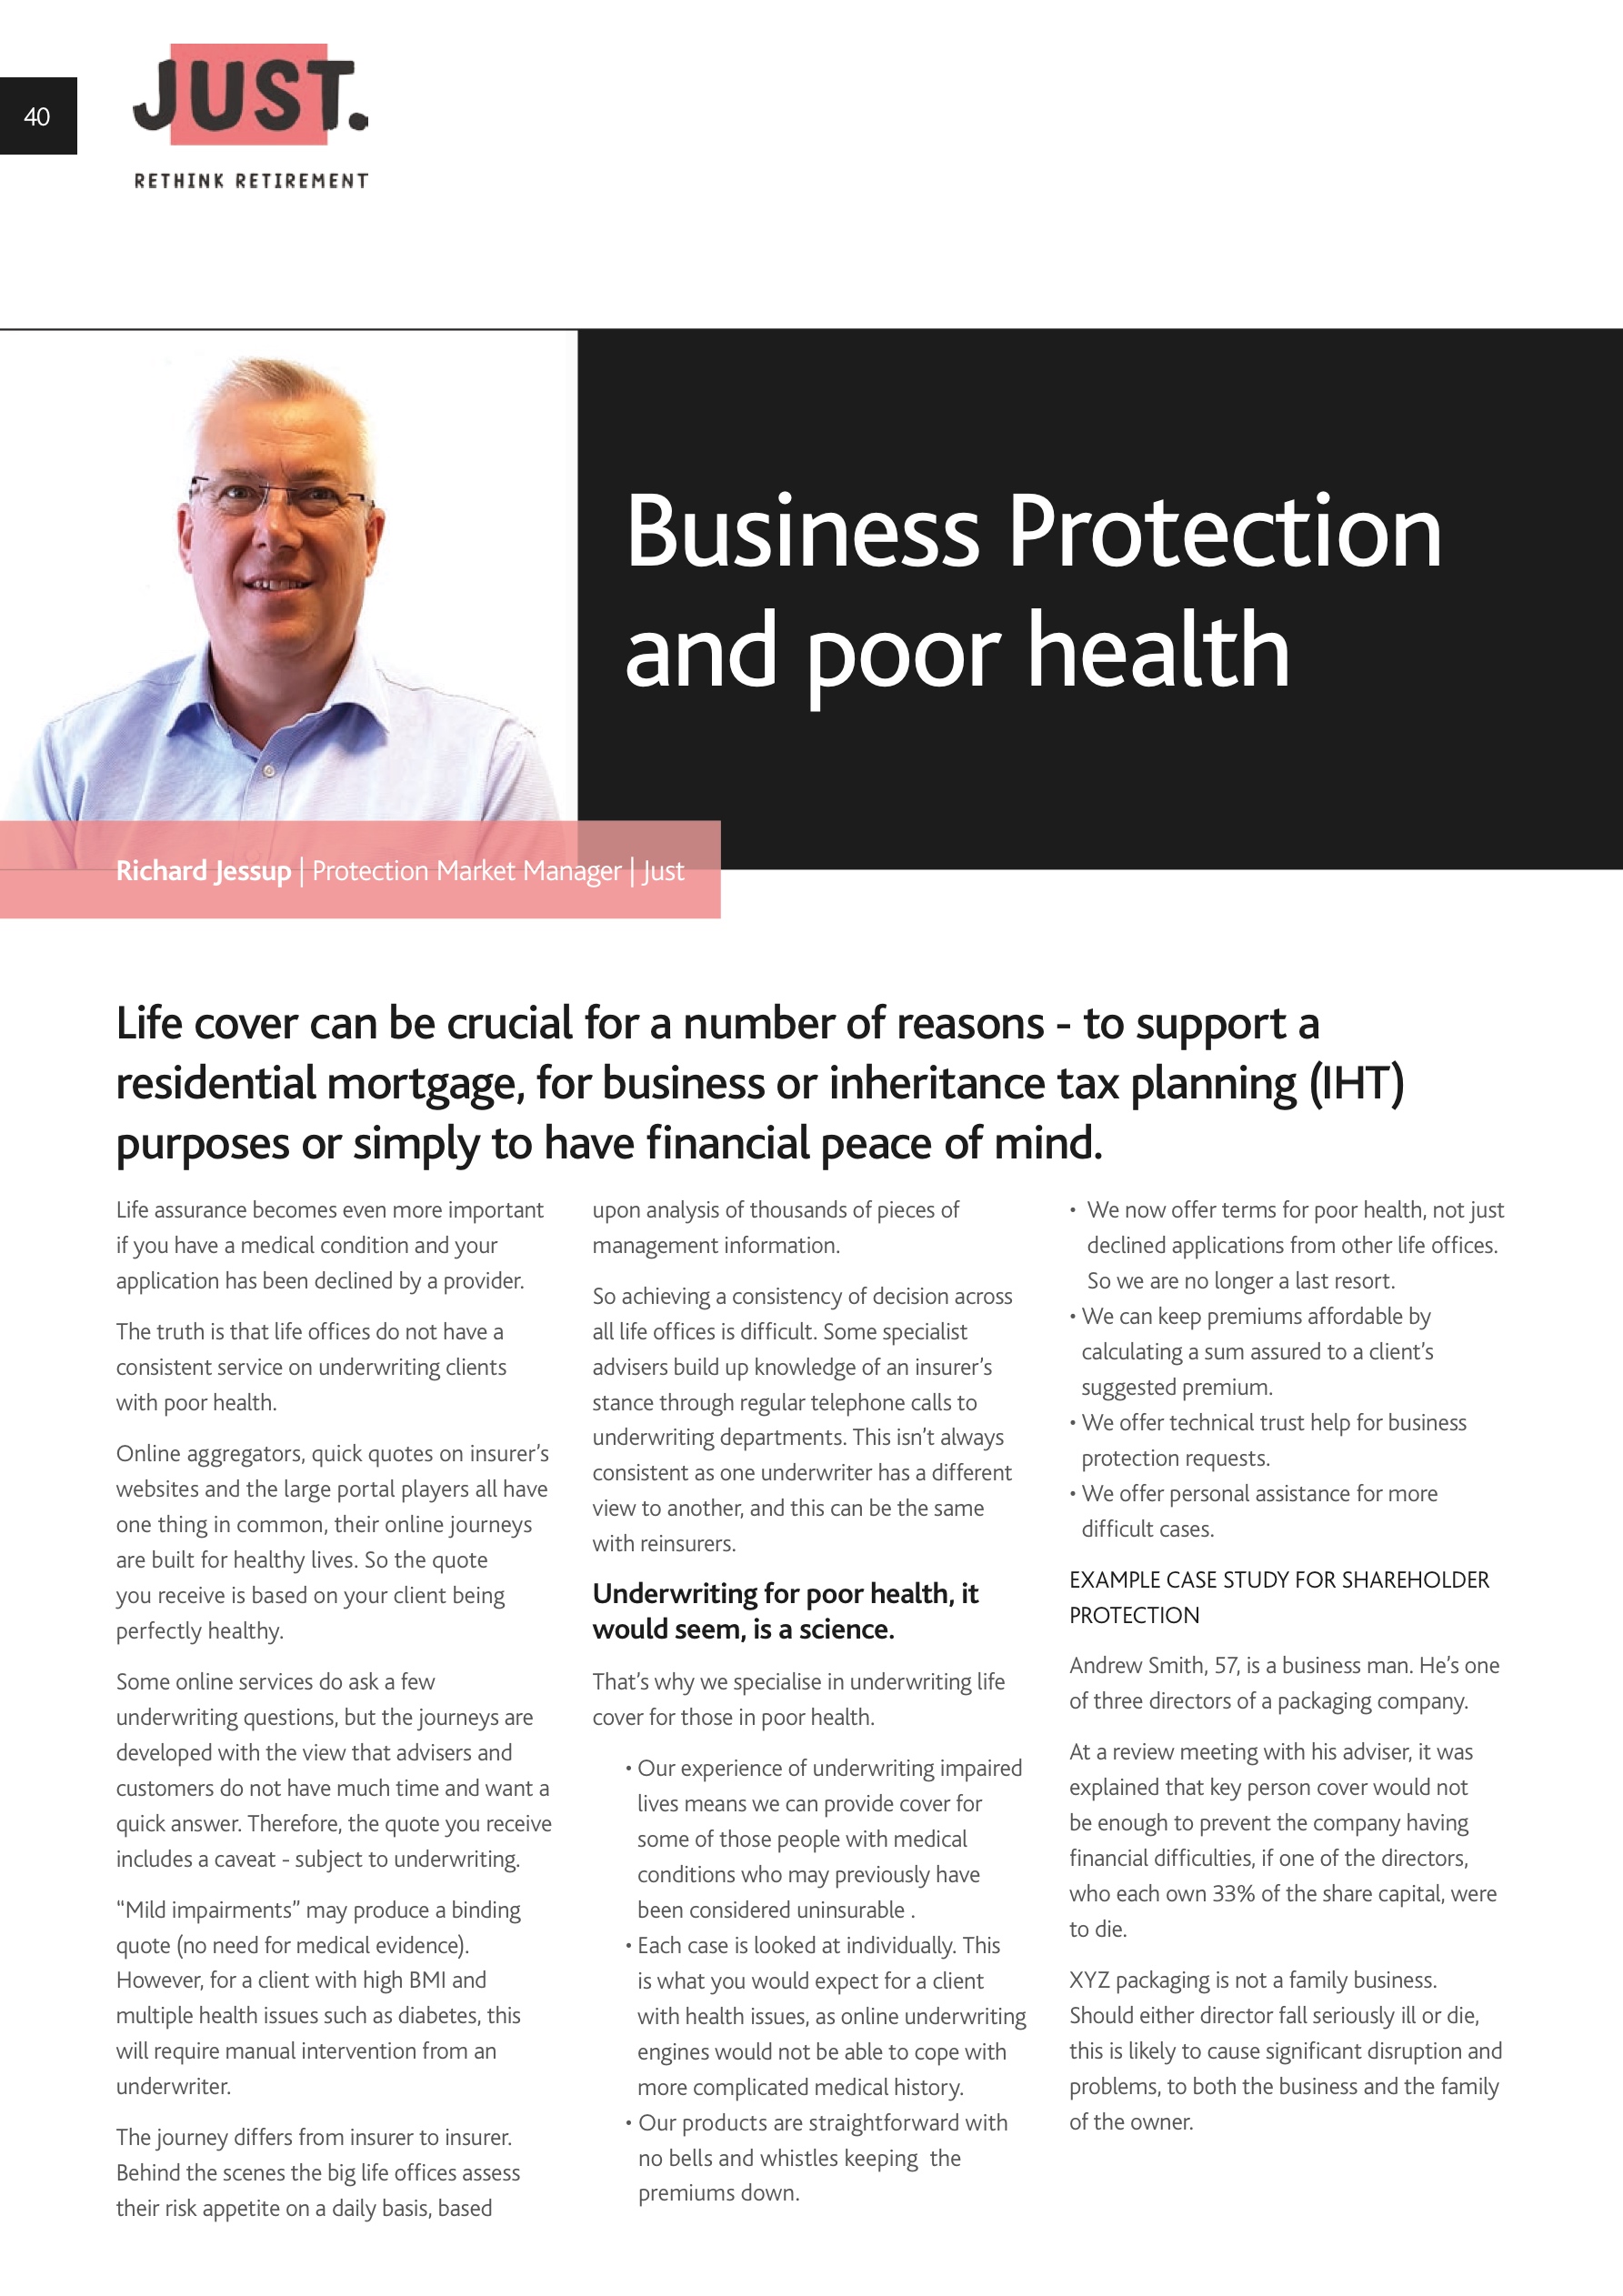 40
JUST.
RETHINK RETIREMENT
Business Protection
and poor health
Richard Jessup | Protection Market Manager | Just
Life cover can be crucial for a number of reasons - to support a
residential mortgage, for business or inheritance tax planning (IHT)
purposes or simply to have financial peace of mind.
Life assurance becomes even more important
if you have a medical condition and your
application has been declined by a provider.
The truth is that life offices do not have a
consistent service on underwriting clients
with poor health.
Online aggregators, quick quotes on insurer’s
websites and the large portal players all have
one thing in common, their online journeys
are built for healthy lives. So the quote
you receive is based on your client being
perfectly healthy.
Some online services do ask a few
underwriting questions, but the journeys are
developed with the view that advisers and
customers do not have much time and want a
quick answer. Therefore, the quote you receive
includes a caveat - subject to underwriting.
“Mild impairments” may produce a binding
quote (no need for medical evidence).
However, for a client with high BMI and
multiple health issues such as diabetes, this
will require manual intervention from an
underwriter.
The journey differs from insurer to insurer.
Behind the scenes the big life offices assess
their risk appetite on a daily basis, based
upon analysis of thousands of pieces of
management information.
So achieving a consistency of decision across
all life offices is difficult. Some specialist
advisers build up knowledge of an insurer’s
stance through regular telephone calls to
underwriting departments. This isn’t always
consistent as one underwriter has a different
view to another, and this can be the same
with reinsurers.
Underwriting for poor health, it
would seem, is a science.
That’s why we specialise in underwriting life
cover for those in poor health.
• Our experience of underwriting impaired
lives means we can provide cover for
some of those people with medical
conditions who may previously have
been considered uninsurable .
• Each case is looked at individually. This
is what you would expect for a client
with health issues, as online underwriting
engines would not be able to cope with
more complicated medical history.
• Our products are straightforward with
no bells and whistles keeping  the
premiums down.
• We now offer terms for poor health, not just
declined applications from other life offices.
So we are no longer a last resort.
• We can keep premiums affordable by
calculating a sum assured to a client’s
suggested premium.
• We offer technical trust help for business
protection requests.
• We offer personal assistance for more
difficult cases.
EXAMPLE CASE STUDY FOR SHAREHOLDER
PROTECTION
Andrew Smith, 57, is a business man. He’s one
of three directors of a packaging company.
At a review meeting with his adviser, it was
explained that key person cover would not
be enough to prevent the company having
financial difficulties, if one of the directors,
who each own 33% of the share capital, were
to die.
XYZ packaging is not a family business.
Should either director fall seriously ill or die,
this is likely to cause significant disruption and
problems, to both the business and the family
of the owner.